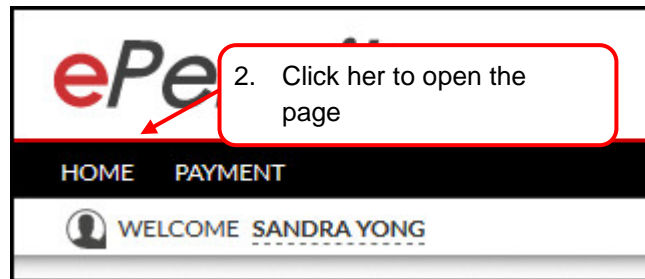 ePe
2. Click her to open the
page
HOME PAYMENT
WELCOME SANDRA YONG